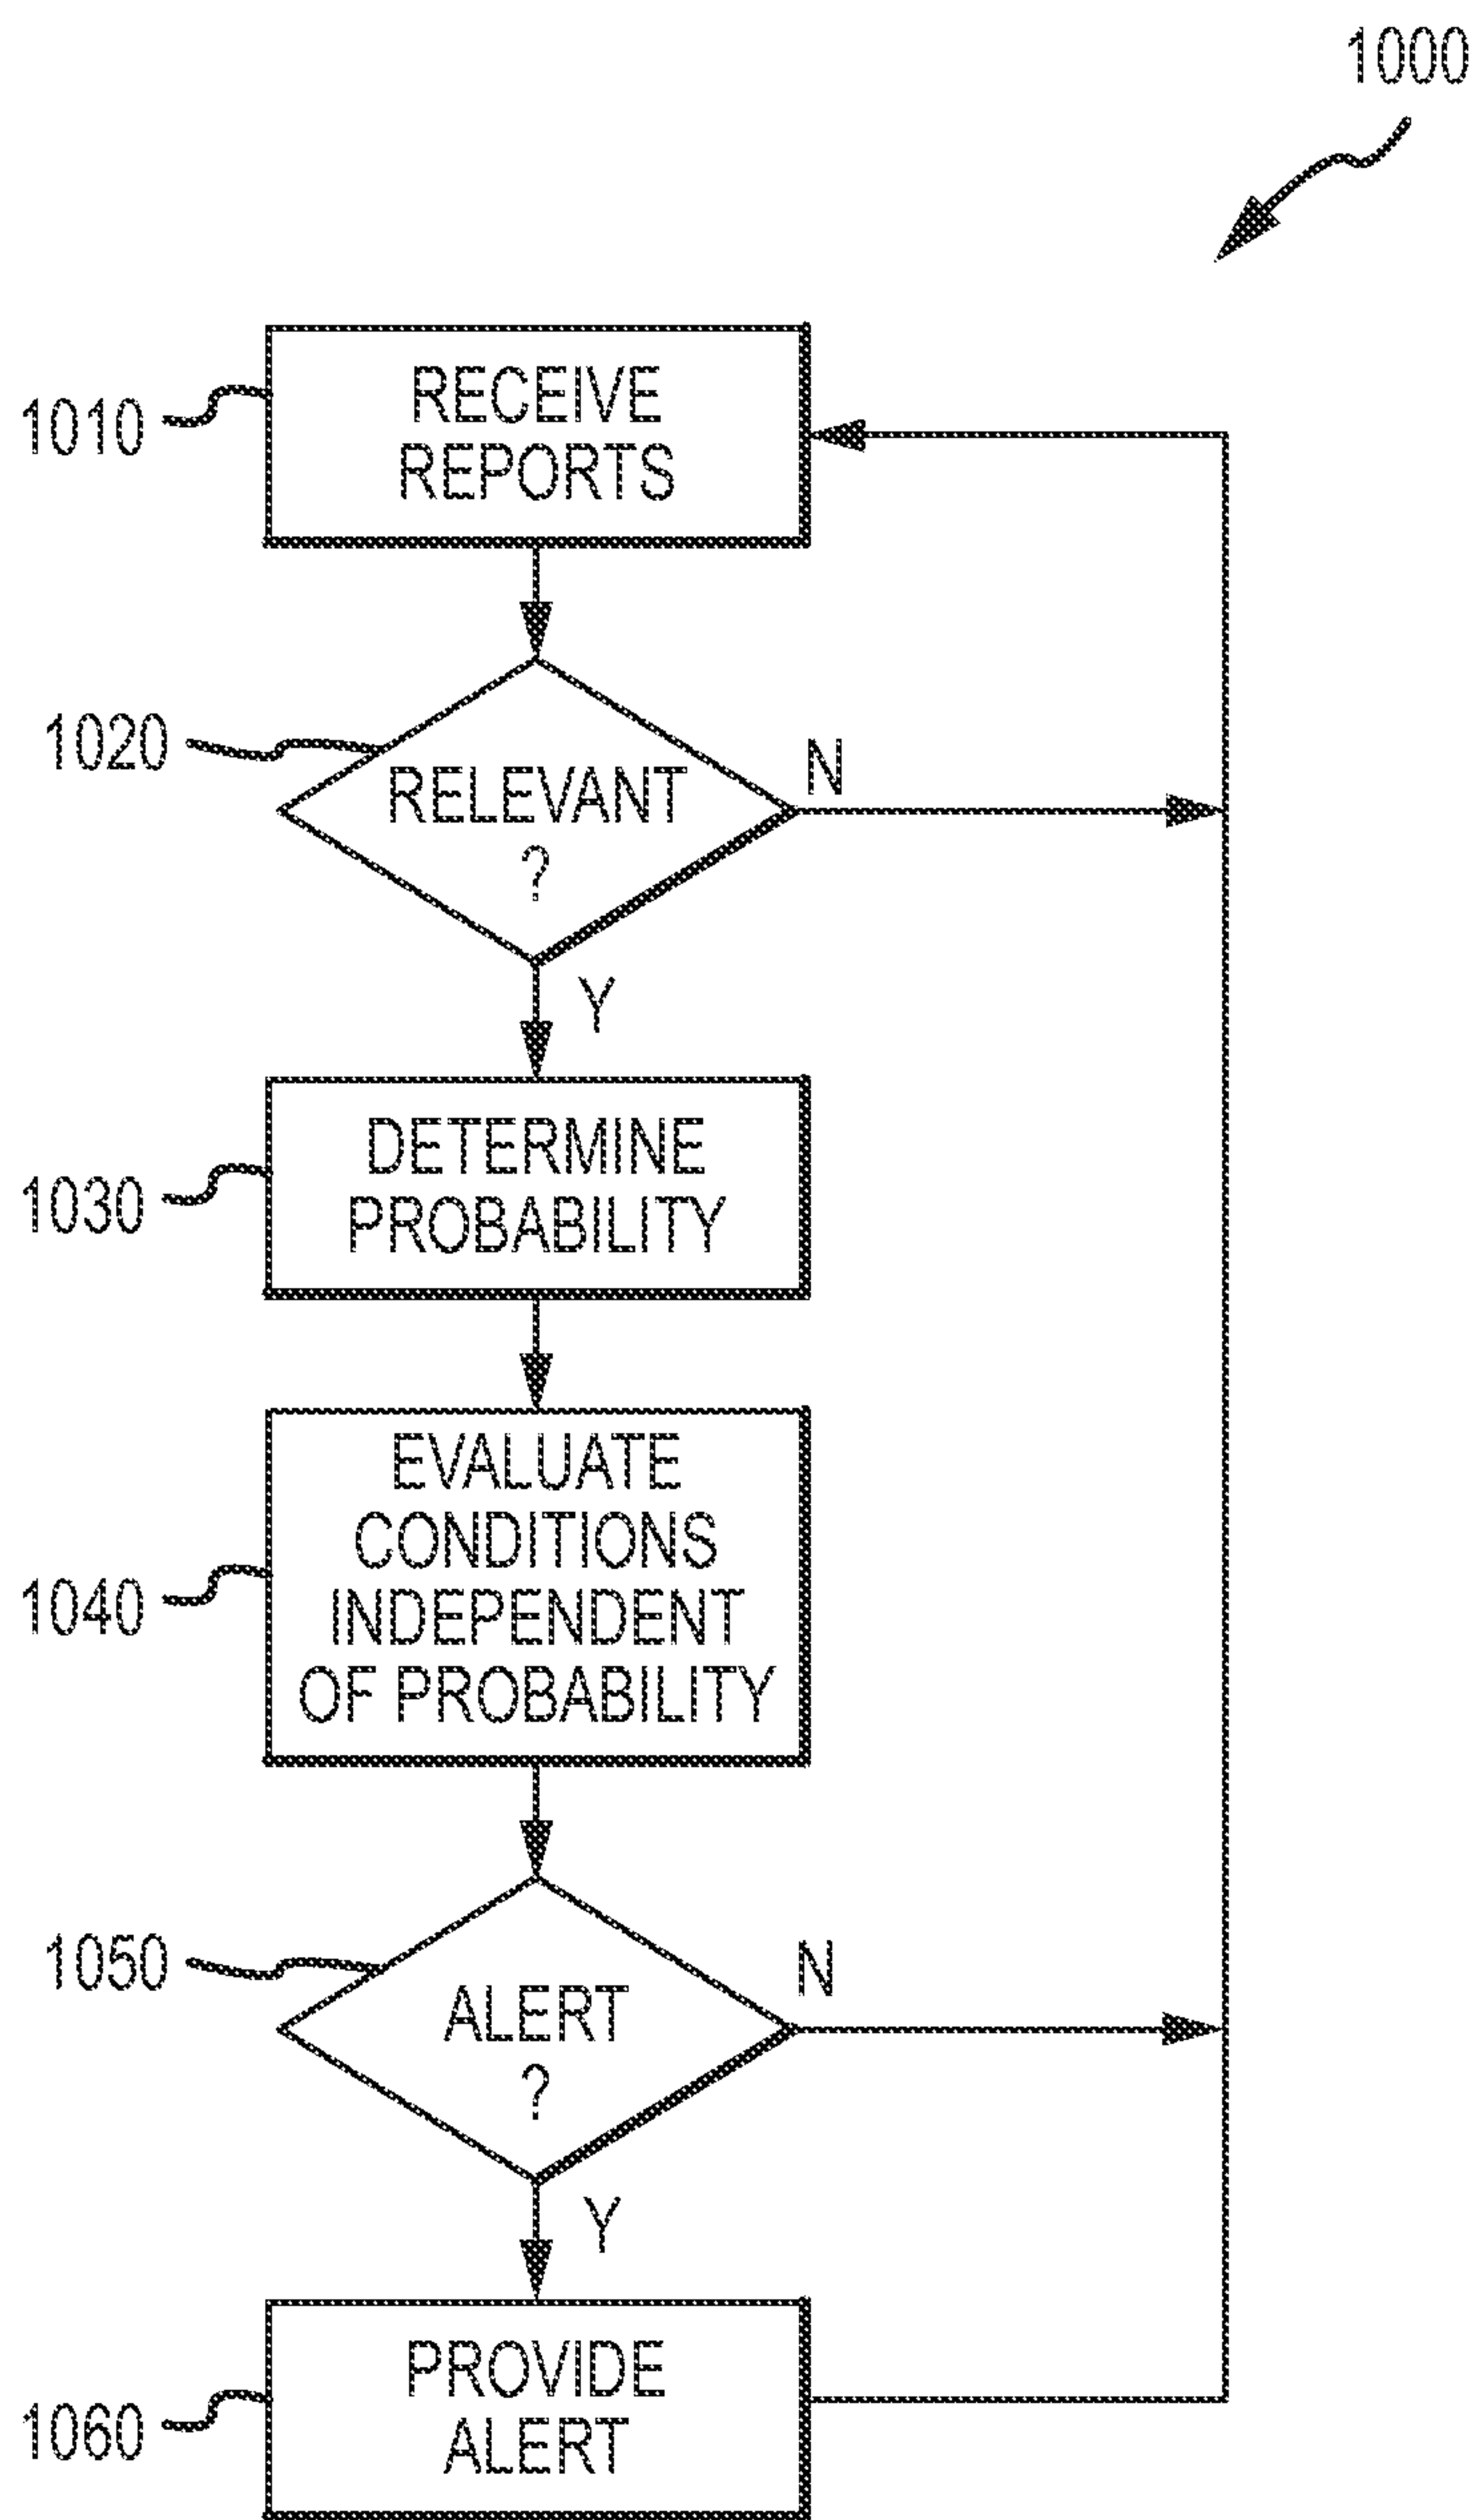 1000
1010
RECEIVE
REPORTS
1020
RELEVANT
?
N
Y
1030
DETERMINE
PROBABILITY
1040
EVALUATE
CONDITIONS
INDEPENDENT
OF PROBABILITY
1050
ALERT
?
N
Y
1060
PROVIDE
ALERT